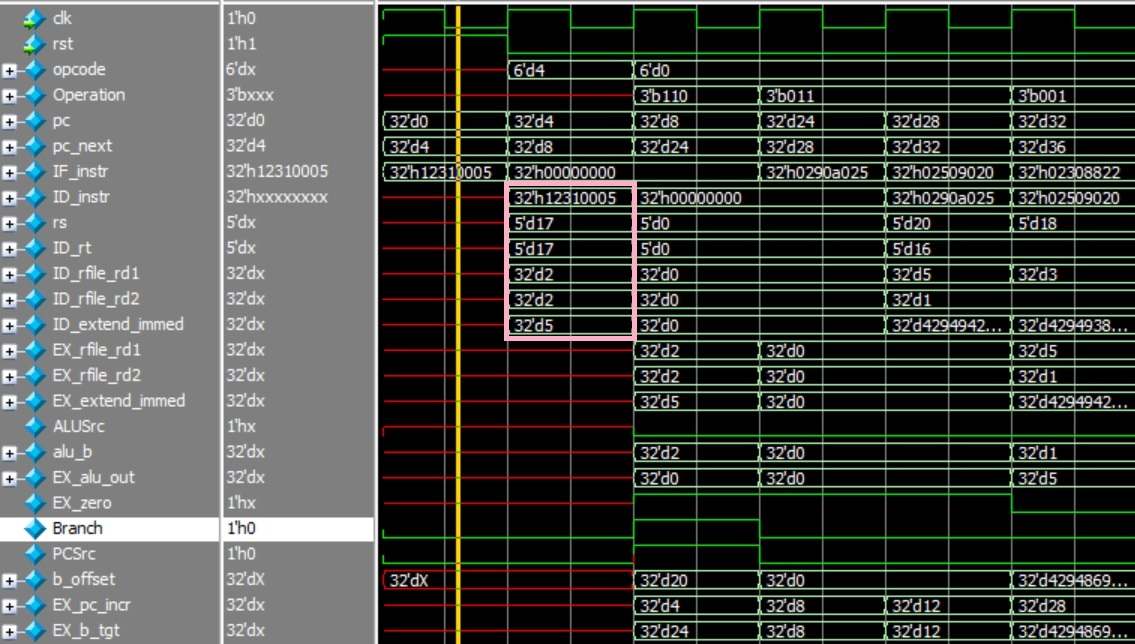 clk 1'h0
rst 1'h1
opcode 6'dx 6'd4 6'd0
Operation 3'bxxx 3'b110 3'b011 3'b001
pc 32'd0 32'd0 32'd4 32'd8 32'd24 32'd28 32'd32
pc_next 32'd4 32'd4 32'd8 32'd24 32'd28 32'd32 32'd36
IF_instr 32'h12310005 32'h12310005 32'h00000000 32'h0290a025 32'h02509020 32'h02308822
ID_instr 32'hxxxxxxxx 32'h12310005 32'h00000000 32'h0290a025 32'h02509020
rs 5'dx 5'd17 5'd0 5'd20 5'd18
ID_rt 5'dx 5'd17 5'd0 5'd16
ID_rfile_rd1 32'dx 32'd2 32'd0 32'd5 32'd3
ID_rfile_rd2 32'dx 32'd2 32'd0 32'd1
ID_extend_immed 32'dx 32'd5 32'd0 32'd4294942... 32'd4294938...
EX_rfile_rd1 32'dx 32'd2 32'd0 32'd5
EX_rfile_rd2 32'dx 32'd2 32'd0 32'd1
EX_extend_immed 32'dx 32'd5 32'd0 32'd4294942...
ALUSrc 1'hx
alu_b 32'dx 32'd2 32'd0 32'd1
EX_alu_out 32'dx 32'd0 32'd0 32'd5
EX_zero 1'hx
Branch 1'h0
PCSrc 1'h0
b_offset 32'dX 32'dX 32'd20 32'd0 32'd4294869...
EX_pc_incr 32'dx 32'd4 32'd8 32'd12 32'd28
EX_b_tgt 32'dx 32'd24 32'd8 32'd12 32'd4294869...